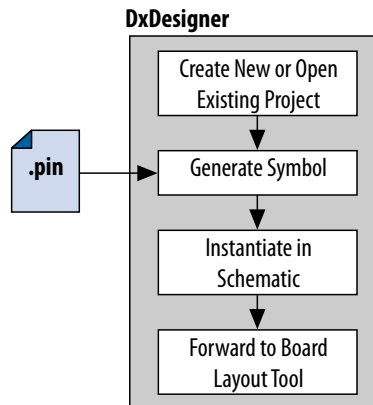 DxDesigner
Create New or Open
Existing Project
.pin
Generate Symbol
Instantiate in
Schematic
Forward to Board
Layout Tool